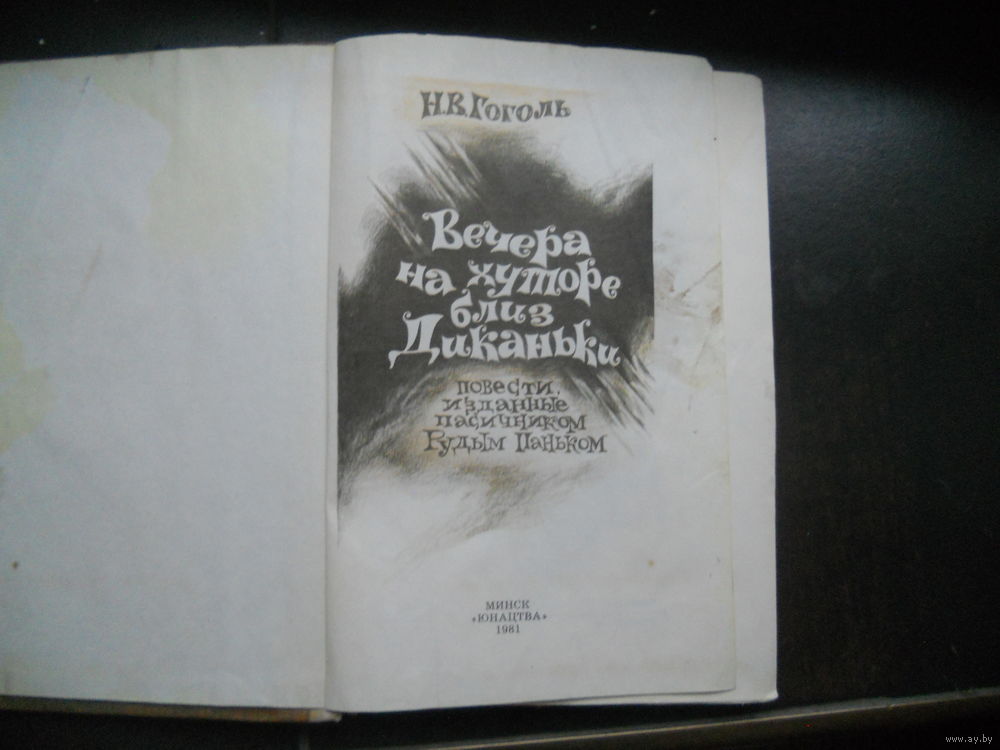 Н.В.Гоголь
Вечера
на хуторе
близ
Диканьки
повести,
изданные
пасичником
Рудым Паньком
МИНСК
«ЮНАЦТВА»
1981
www.ay.by